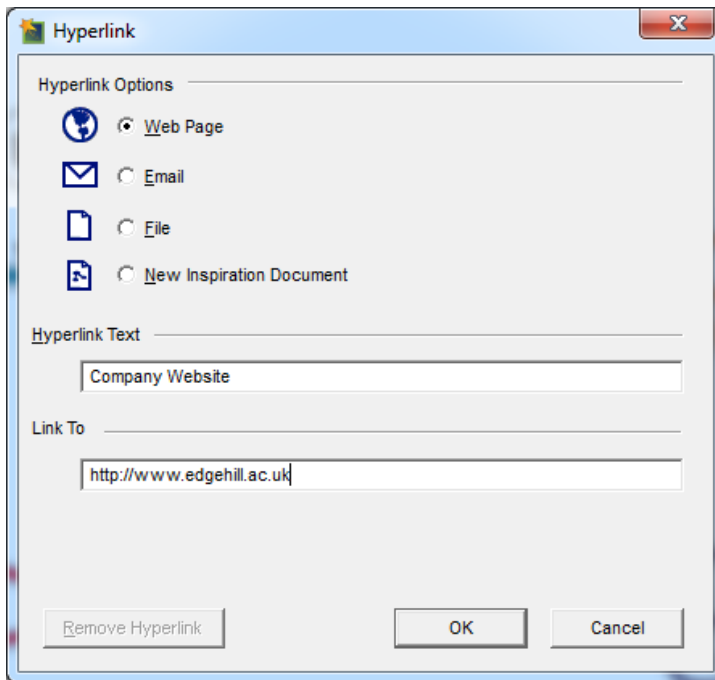 Hyperlink
Hyperlink Options
Web Page
Email
File
New Inspiration Document
Hyperlink Text
Company Website
Link To
http://www.edgehill.ac.uk
Remove Hyperlink OK Cancel